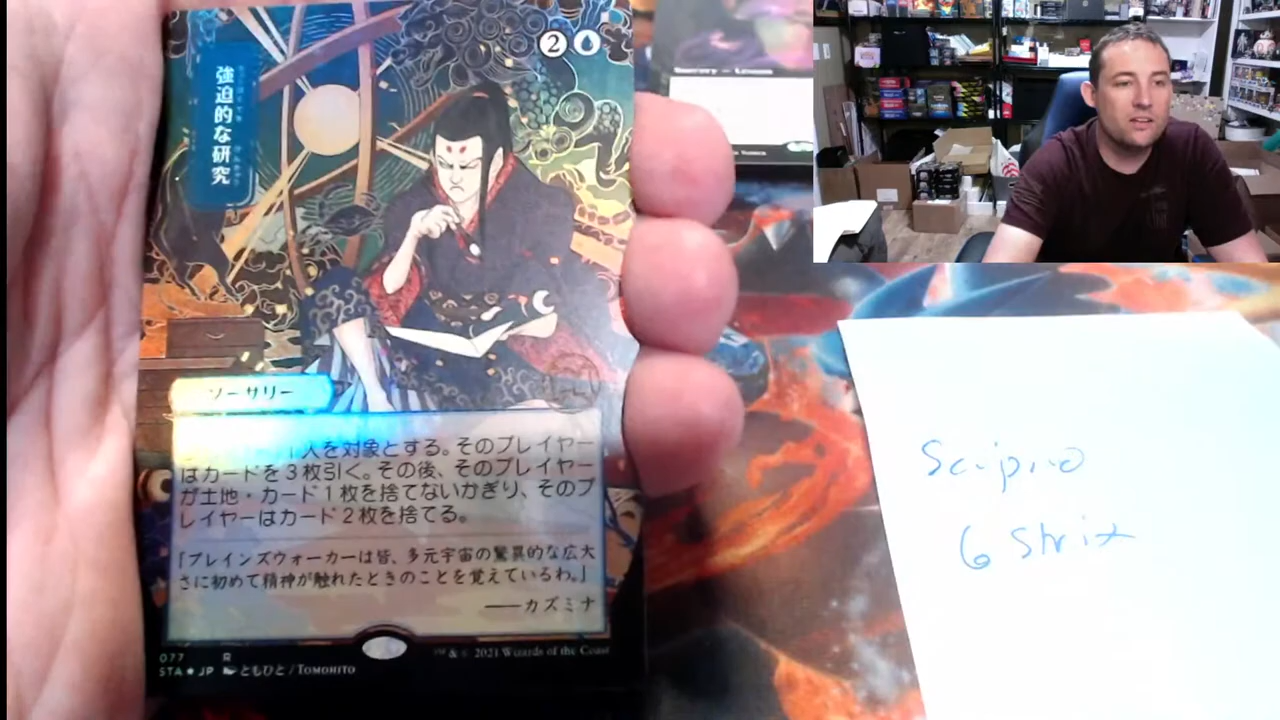 2
強迫的な研究
ソーサリー
人を対象とする。そのプレイヤー
はカードを3枚引く。その後、そのプレイヤー
が土地・カード1枚を捨てないかぎり、そのプ
レイヤーはカード2枚を捨てる。
「プレインズウォーカーは皆、多元宇宙の驚異的な広大
さに初めて精神が触れたときのことを覚えているわ。」
――カズミナ
077 R
STA★JP ともひと/TOMOHITO
™ & © 2021 Wizards of the Coast
Sorcery — Lesson
Scipio
6 Strix